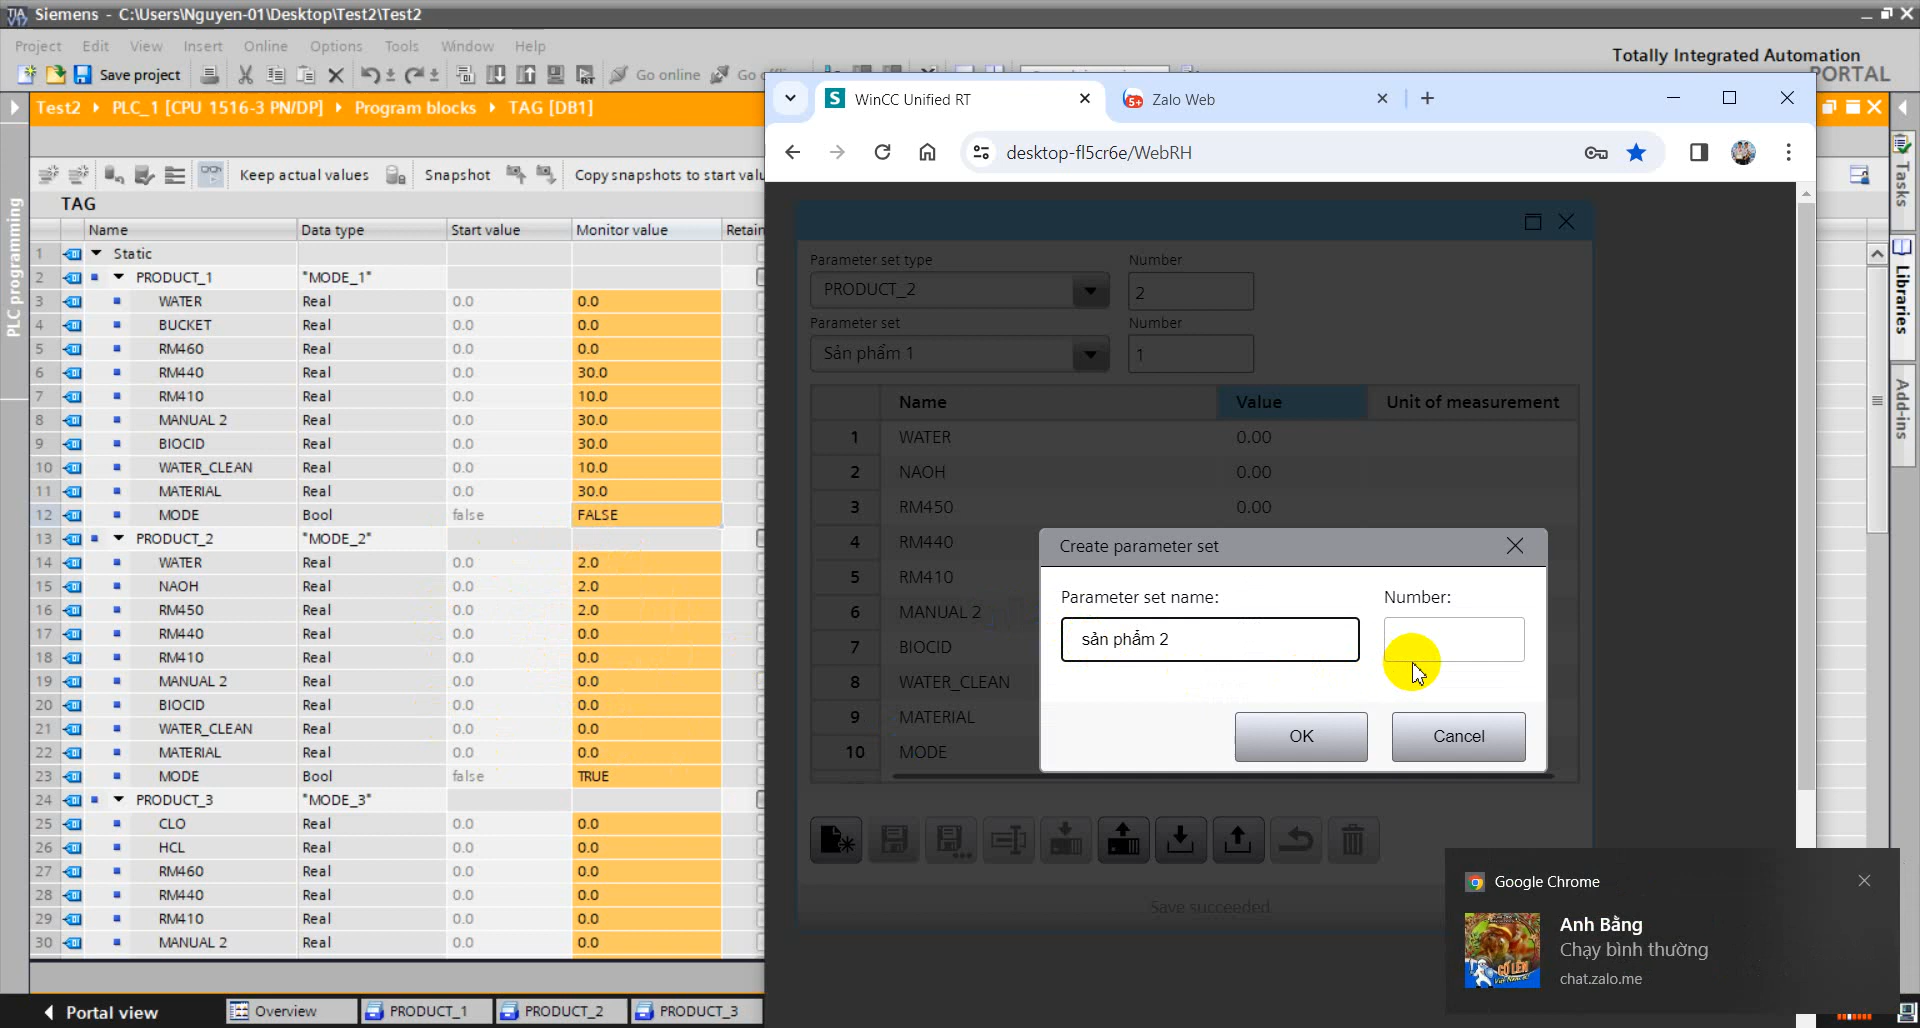 Siemens - C:\Users\Nguyen-01\Desktop\Test2\Test2
Project Edit View Insert Online Options Tools Window Help
Totally Integrated Automation
PORTAL
Save project
Go online
Test2 PLC_1 [CPU 1516-3 PN/DP] Program blocks TAG [DB1]
Keep actual values Snapshot Copy snapshots to start valu
TAG
Name Data type Start value Monitor value Retain
1 Static
2 PRODUCT_1 "MODE_1"
3 WATER Real 0.0 0.0
4 BUCKET Real 0.0 0.0
5 RM460 Real 0.0 0.0
6 RM440 Real 0.0 30.0
7 RM410 Real 0.0 10.0
8 MANUAL 2 Real 0.0 30.0
9 BIOCID Real 0.0 30.0
10 WATER_CLEAN Real 0.0 10.0
11 MATERIAL Real 0.0 30.0
12 MODE Bool false FALSE
13 PRODUCT_2 "MODE_2"
14 WATER Real 0.0 2.0
15 NAOH Real 0.0 2.0
16 RM450 Real 0.0 2.0
17 RM440 Real 0.0 0.0
18 RM410 Real 0.0 0.0
19 MANUAL 2 Real 0.0 0.0
20 BIOCID Real 0.0 0.0
21 WATER_CLEAN Real 0.0 0.0
22 MATERIAL Real 0.0 0.0
23 MODE Bool false TRUE
24 PRODUCT_3 "MODE_3"
25 CLO Real 0.0 0.0
26 HCL Real 0.0 0.0
27 RM460 Real 0.0 0.0
28 RM440 Real 0.0 0.0
29 RM410 Real 0.0 0.0
30 MANUAL 2 Real 0.0 0.0
PLC programming
Portal view Overview PRODUCT_1 PRODUCT_2 PRODUCT_3
WinCC Unified RT
5+ Zalo Web
desktop-fl5cr6e/WebRH
Parameter set type Number
PRODUCT_2 2
Parameter set Number
Sản phẩm 1 1
Name Value Unit of measurement
1 WATER 0.00
2 NAOH 0.00
3 RM450 0.00
4 RM440
5 RM410
6 MANUAL 2
7 BIOCID
8 WATER_CLEAN
9 MATERIAL
10 MODE
Create parameter set
Parameter set name: Number:
sản phẩm 2
OK Cancel
Save succeeded
Google Chrome
Anh Bằng
Chạy bình thường
chat.zalo.me
Tasks
Libraries
Add-ins